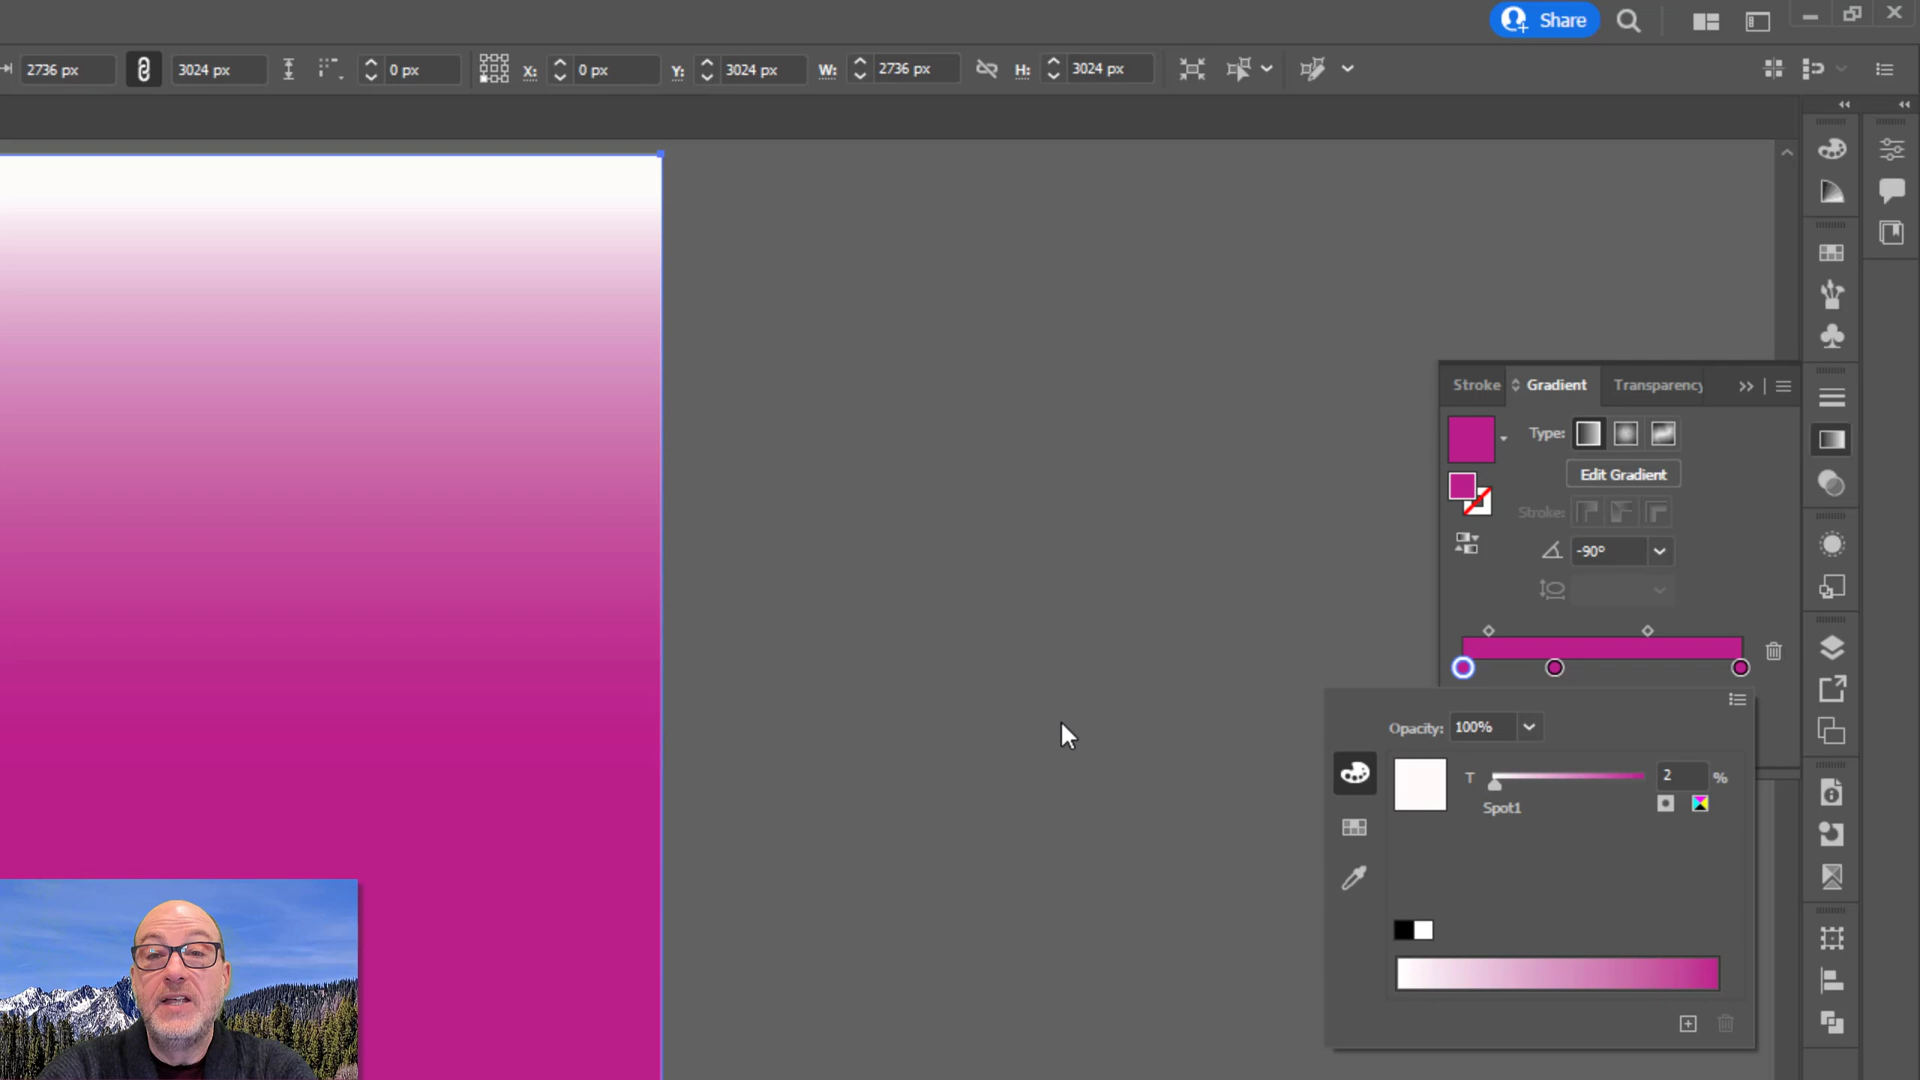 Share
2736 px 3024 px 0 px X: 0 px Y: 3024 px W: 2736 px H: 3024 px
Stroke Gradient Transparency
Type:
Edit Gradient
Stroke:
-90°
Opacity: 100%
T 2 %
Spot1